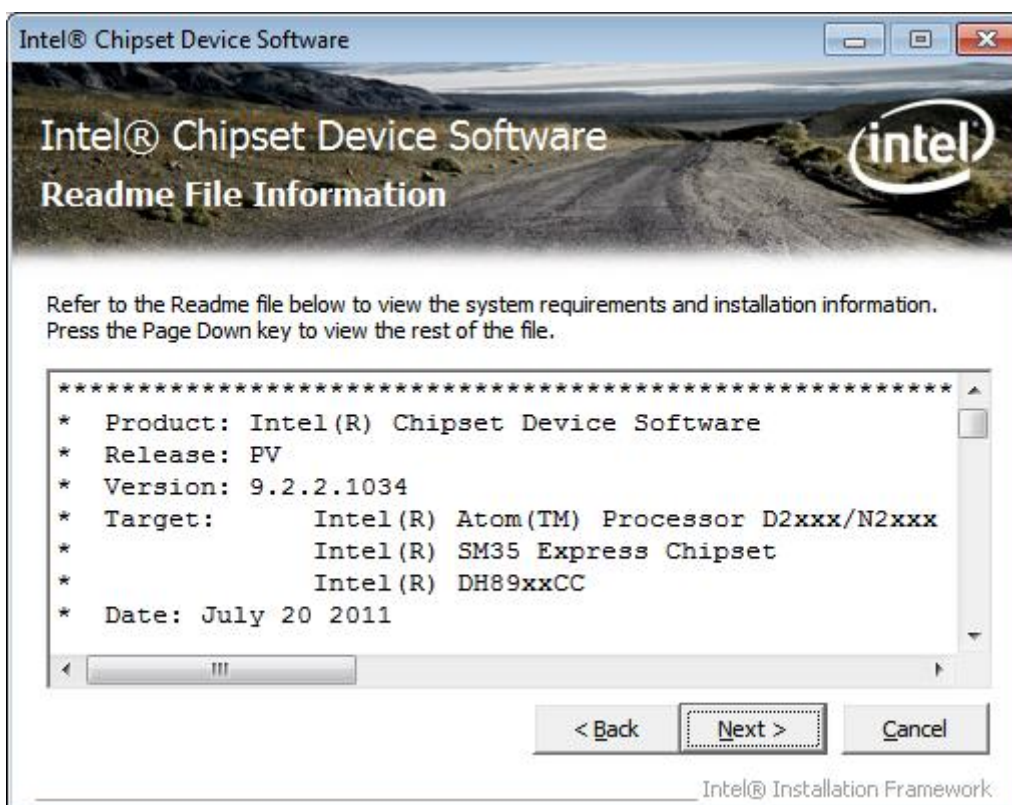 Intel® Chipset Device Software
Intel® Chipset Device Software
intel
Readme File Information
Refer to the Readme file below to view the system requirements and installation information.
Press the Page Down key to view the rest of the file.
********************************************************
* Product: Intel(R) Chipset Device Software
* Release: PV
* Version: 9.2.2.1034
* Target: Intel(R) Atom(TM) Processor D2xxx/N2xxx
* Intel(R) SM35 Express Chipset
* Intel(R) DH89xxCC
* Date: July 20 2011
< Back Next > Cancel
Intel® Installation Framework